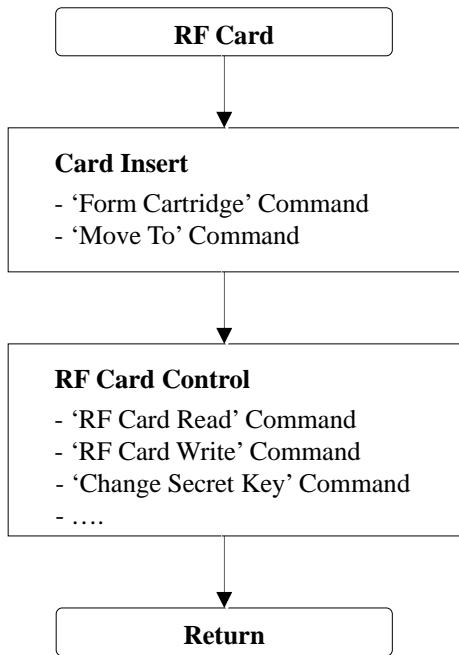 RF Card
Card Insert
- ‘Form Cartridge’ Command
- ‘Move To’ Command
RF Card Control
- ‘RF Card Read’ Command
- ‘RF Card Write’ Command
- ‘Change Secret Key’ Command
- ….
Return